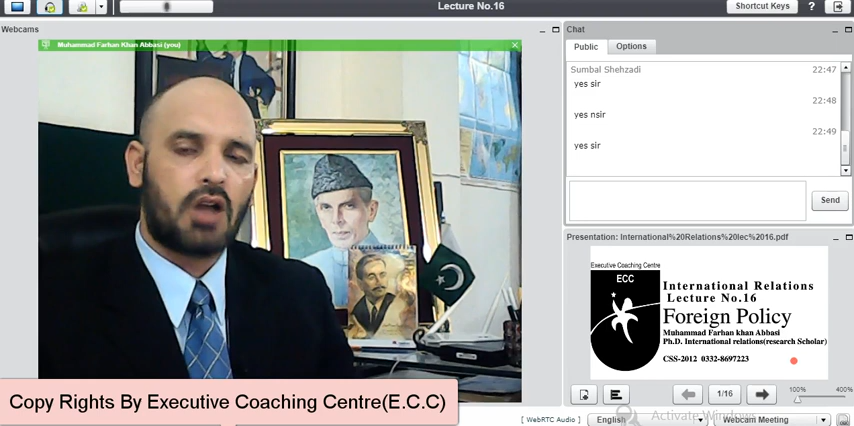 Lecture No.16
Shortcut Keys
?
Webcams
Muhammad Farhan Khan Abbasi (you)
Chat
Public
Options
Sumbal Shehzadi 22:47
yes sir
22:48
yes nsir
22:49
yes sir
Send
Presentation: International%20Relations%20lec%2016.pdf
Executive Coaching Centre
ECC
International Relations
Lecture No.16
Foreign Policy
Muhammad Farhan khan Abbasi
Ph.D. International relations(research Scholar)
CSS-2012 0332-8697223
1/16
100% 400%
Copy Rights By Executive Coaching Centre(E.C.C)
[ WebRTC Audio ]
English
Activate Windows
Webcam Meeting